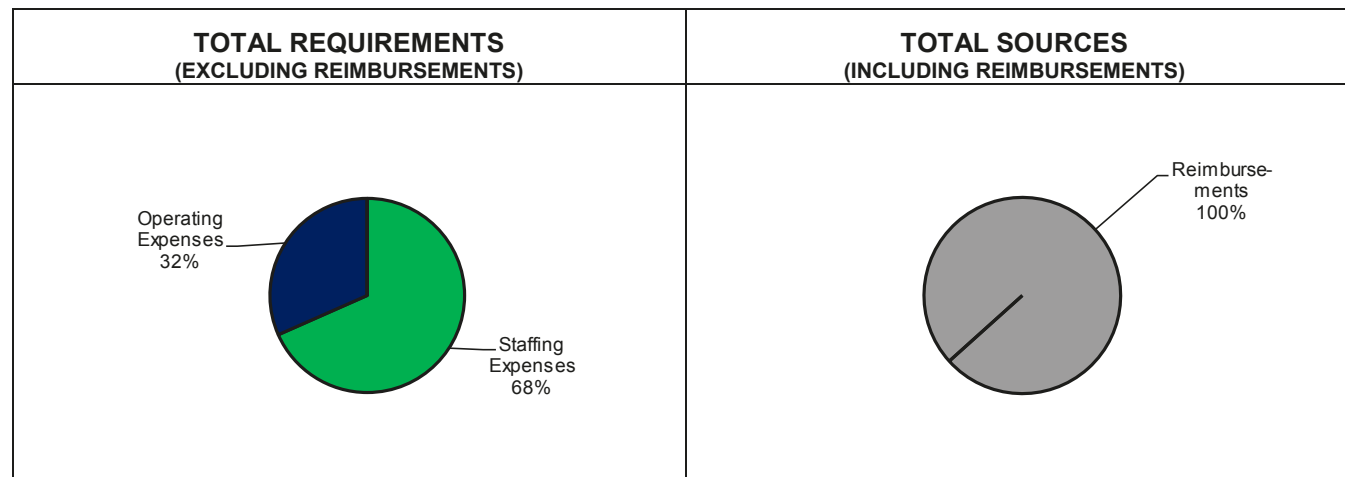 TOTAL REQUIREMENTS
(EXCLUDING REIMBURSEMENTS)
Operating
Expenses
32%
Staffing
Expenses
68%
TOTAL SOURCES
(INCLUDING REIMBURSEMENTS)
Reimburse-
ments
100%